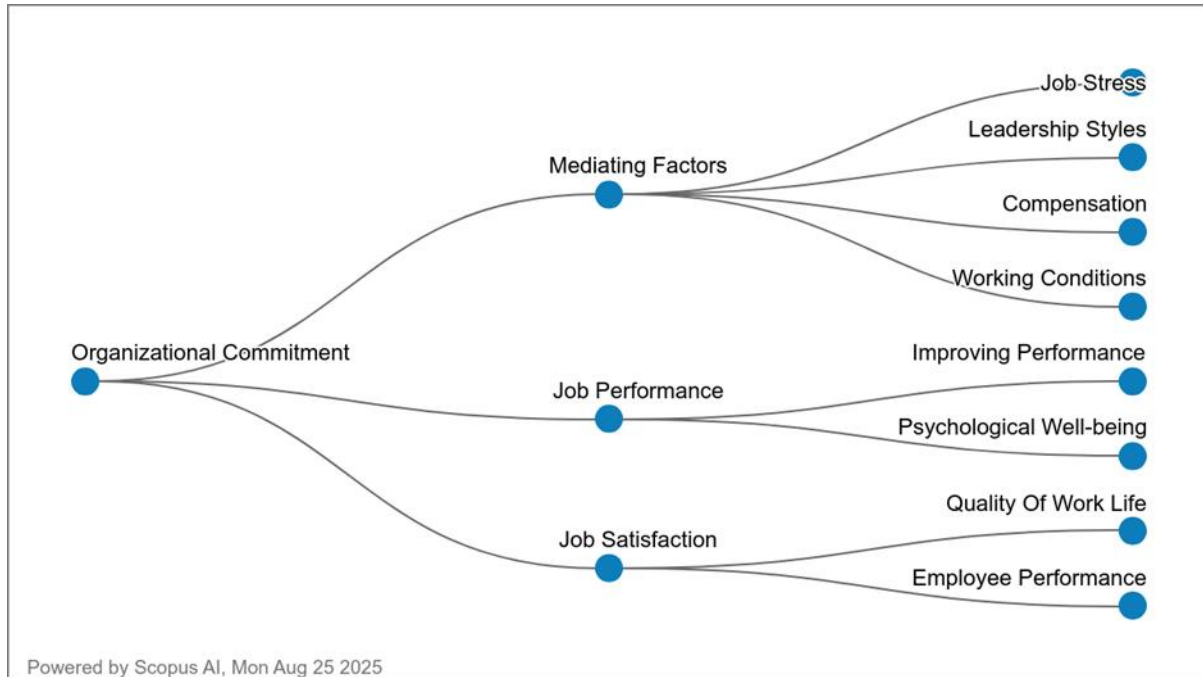 Job Stress
Leadership Styles
Mediating Factors
Compensation
Working Conditions
Organizational Commitment
Improving Performance
Job Performance
Psychological Well-being
Quality Of Work Life
Job Satisfaction
Employee Performance
Powered by Scopus AI, Mon Aug 25 2025